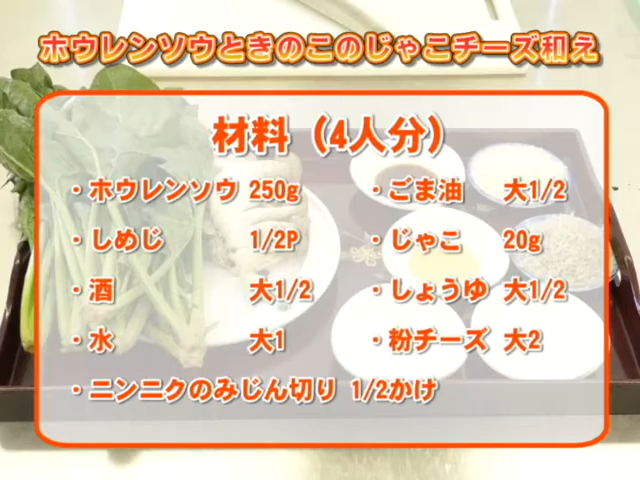 ホウレンソウときのこのじゃこチーズ和え
材料（4人分）
・ホウレンソウ 250g
・しめじ 1/2P
・酒 大1/2
・水 大1
・ニンニクのみじん切り 1/2かけ
・ごま油 大1/2
・じゃこ 20g
・しょうゆ 大1/2
・粉チーズ 大2